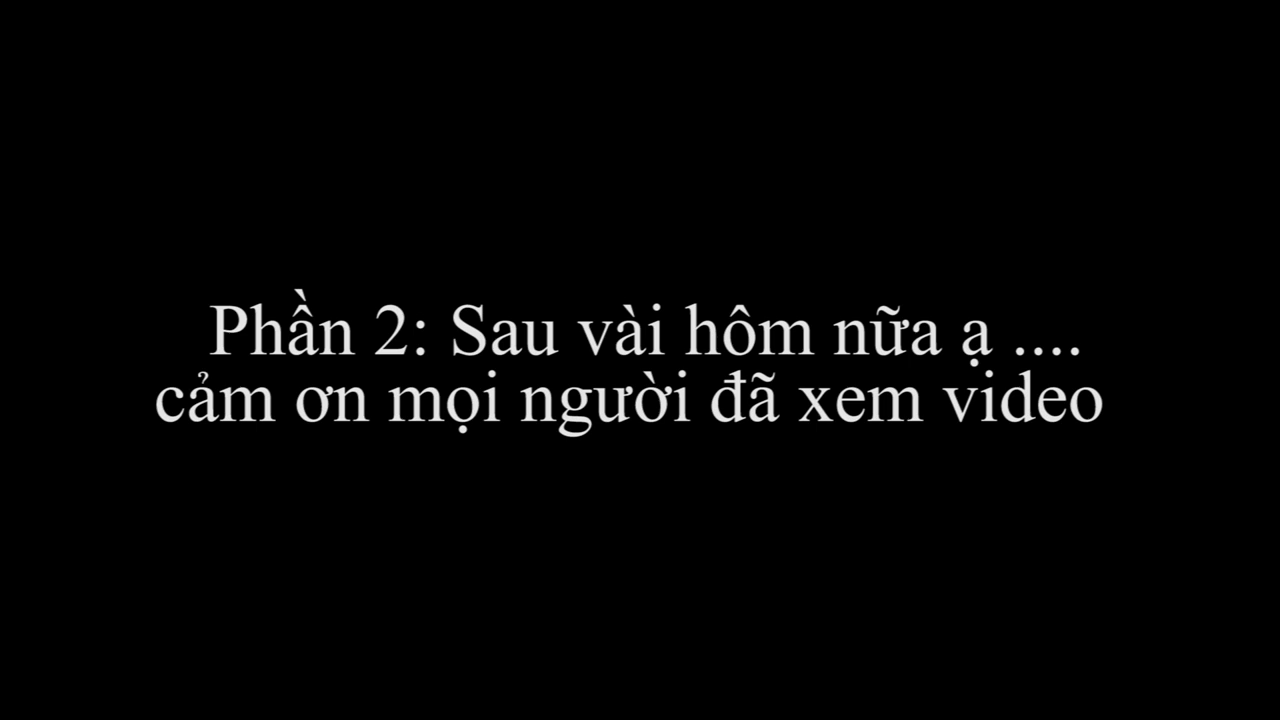 Phần 2: Sau vài hôm nữa ạ ....
cảm ơn mọi người đã xem video